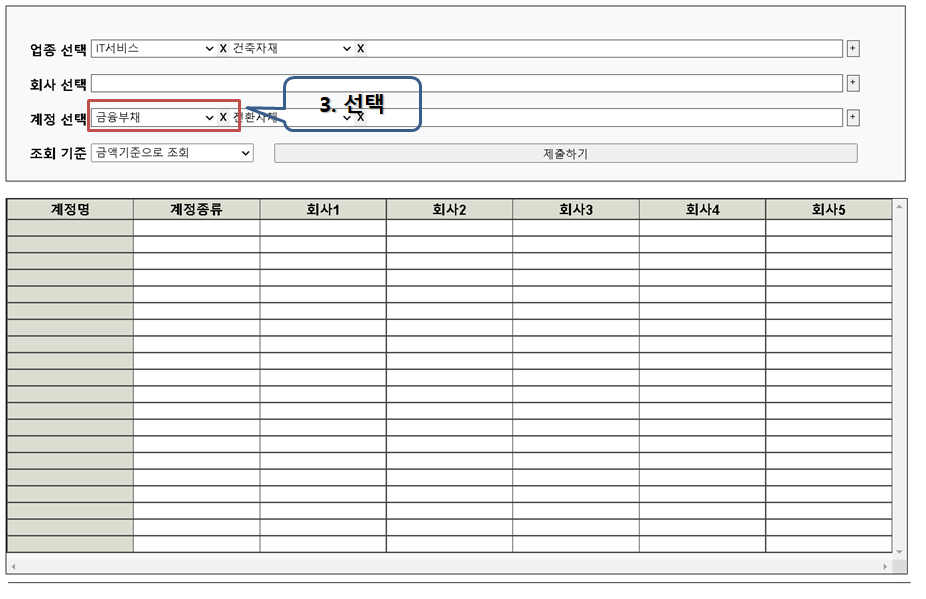 업종 선택 IT서비스 X 건축자재 X +
회사 선택 +
3. 선택
계정 선택 금융부채 X 전환사채 X +
조회 기준 금액기준으로 조회 제출하기
계정명 계정종류 회사1 회사2 회사3 회사4 회사5